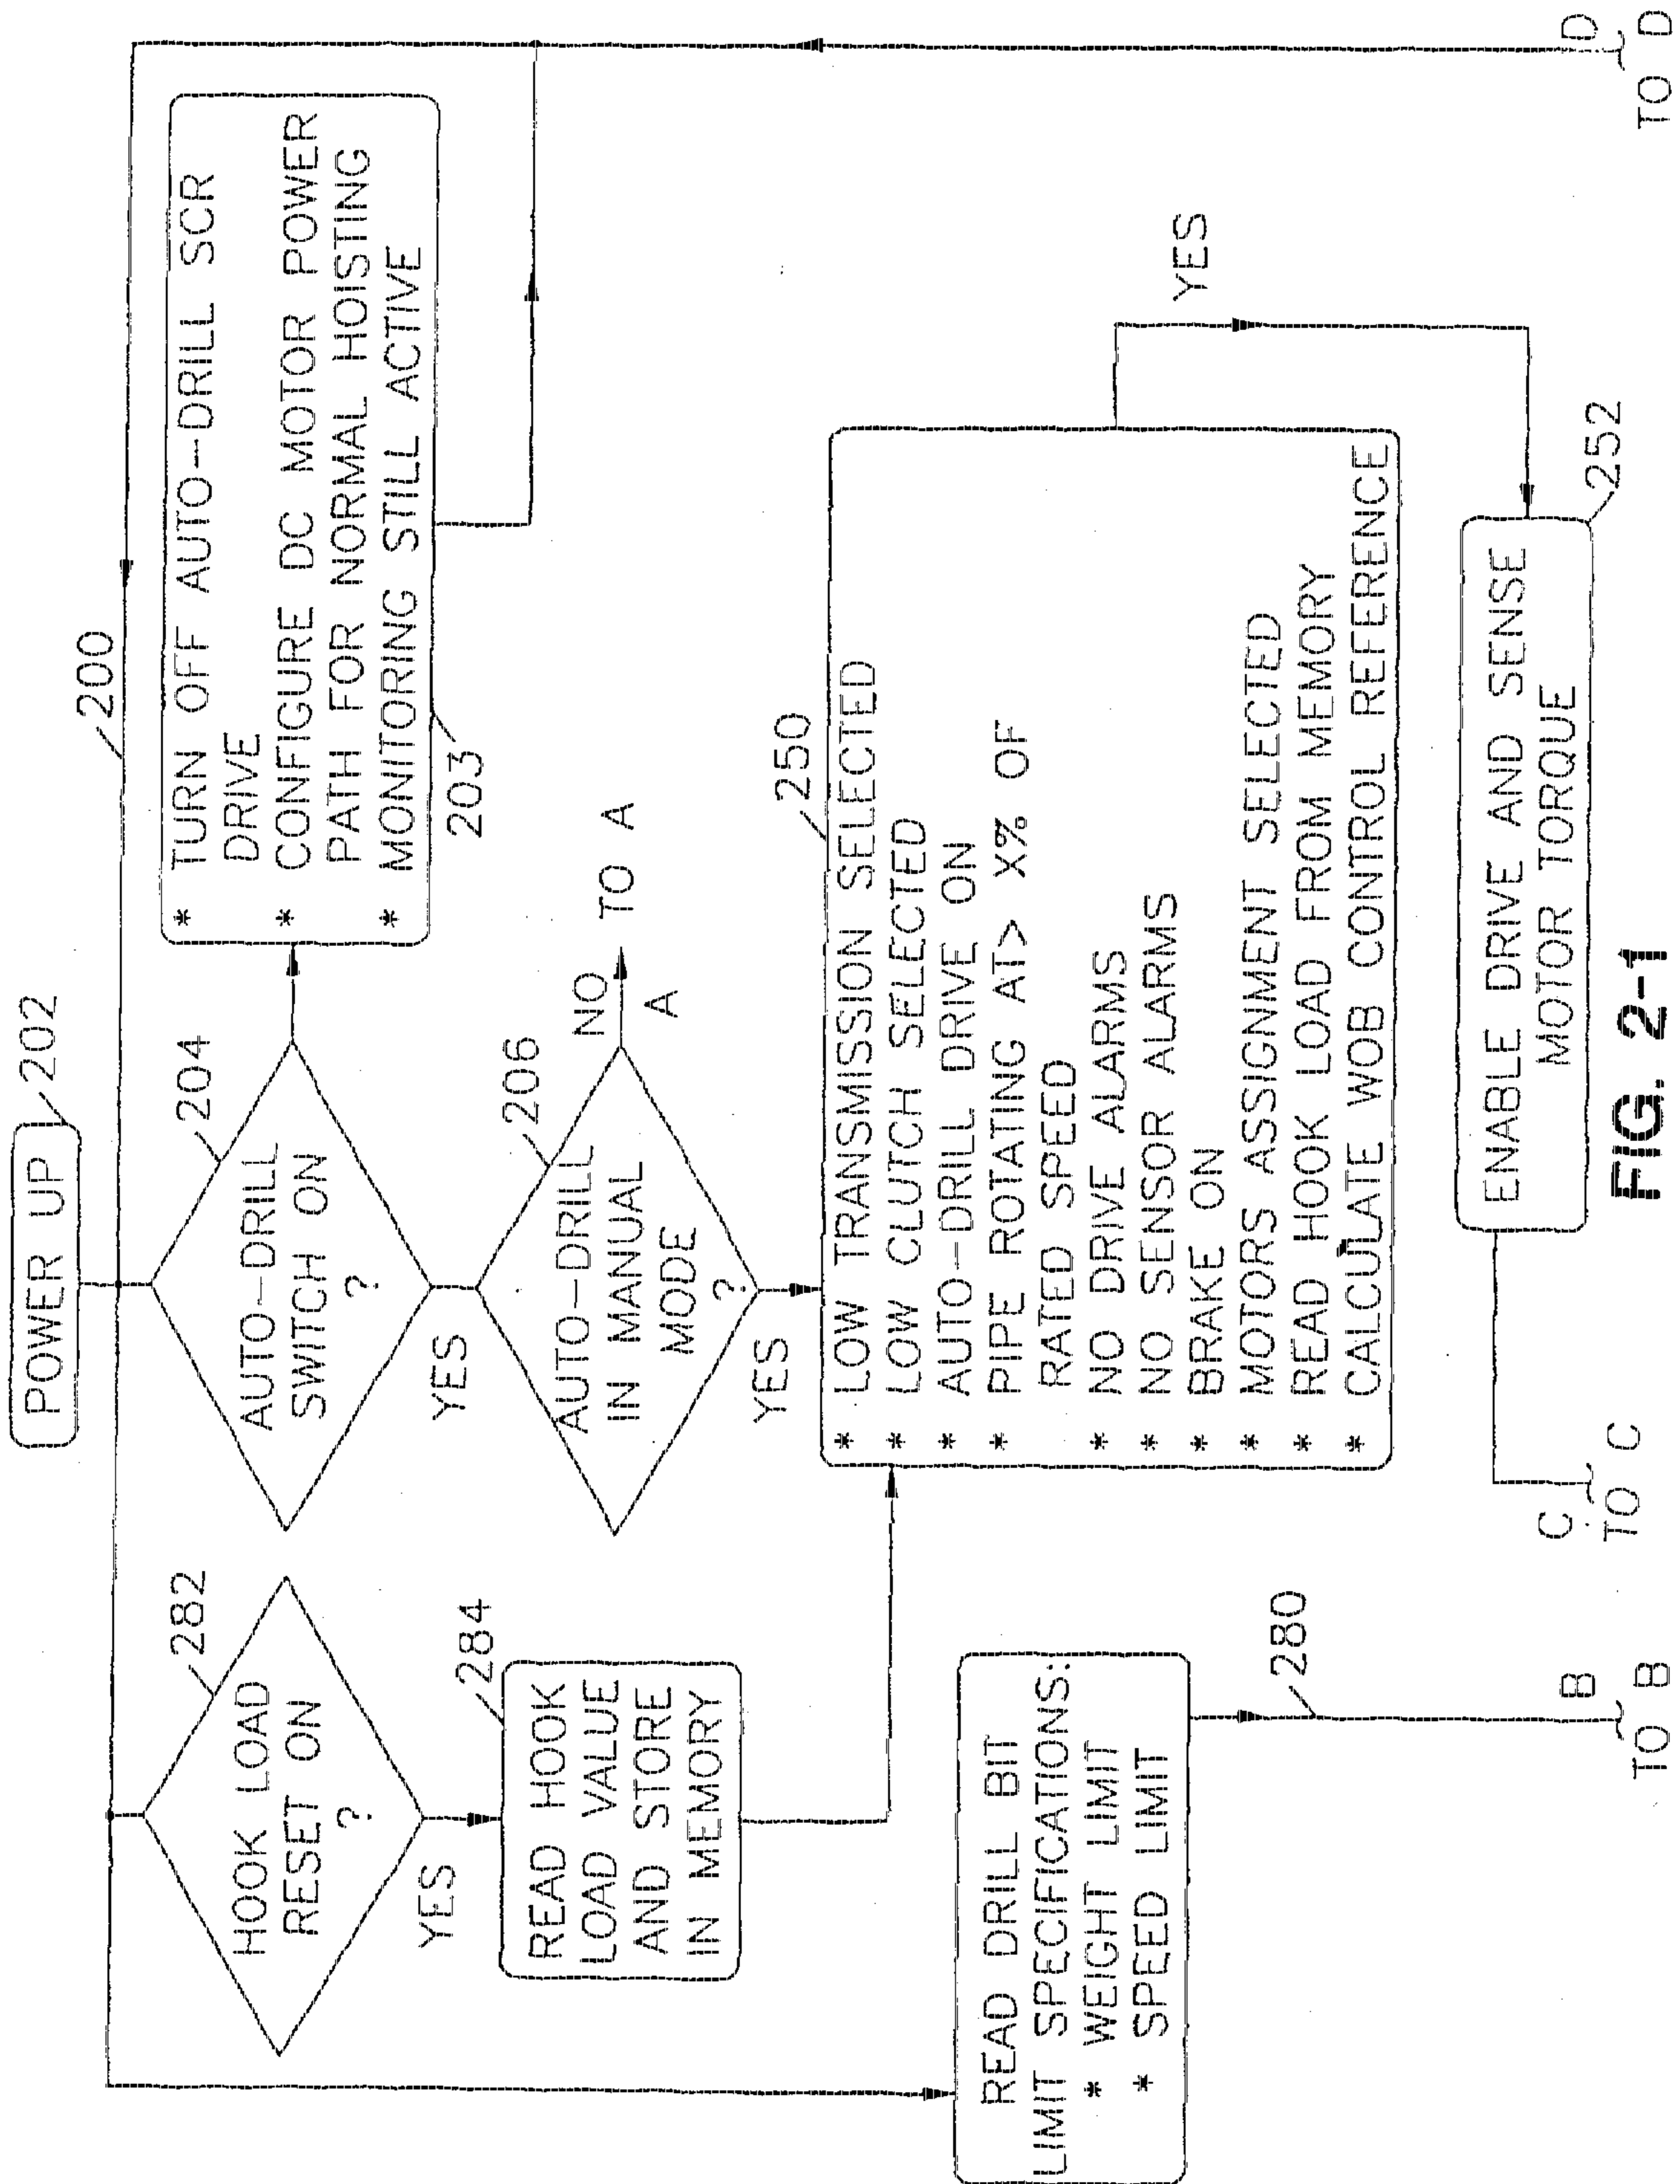 POWER UP
202
200
HOOK LOAD
RESET ON
?
282
YES
AUTO-DRILL
SWITCH ON
?
204
YES
* TURN OFF AUTO-DRILL SCR
DRIVE
* CONFIGURE DC MOTOR POWER
PATH FOR NORMAL HOISTING
* MONITORING STILL ACTIVE
203
READ HOOK
LOAD VALUE
AND STORE
IN MEMORY
284
AUTO-DRILL
IN MANUAL
MODE
?
206
NO
A
TO A
YES
* LOW TRANSMISSION SELECTED
* LOW CLUTCH SELECTED
* AUTO-DRILL DRIVE ON
* PIPE ROTATING AT> X% OF
RATED SPEED
* NO DRIVE ALARMS
* NO SENSOR ALARMS
* BRAKE ON
* MOTORS ASSIGNMENT SELECTED
* READ HOOK LOAD FROM MEMORY
* CALCULATE WOB CONTROL REFERENCE
250
YES
READ DRILL BIT
LIMIT SPECIFICATIONS:
* WEIGHT LIMIT
* SPEED LIMIT
280
ENABLE DRIVE AND SENSE
MOTOR TORQUE
252
B
TO B
C
TO C
D
TO D
FIG. 2-1